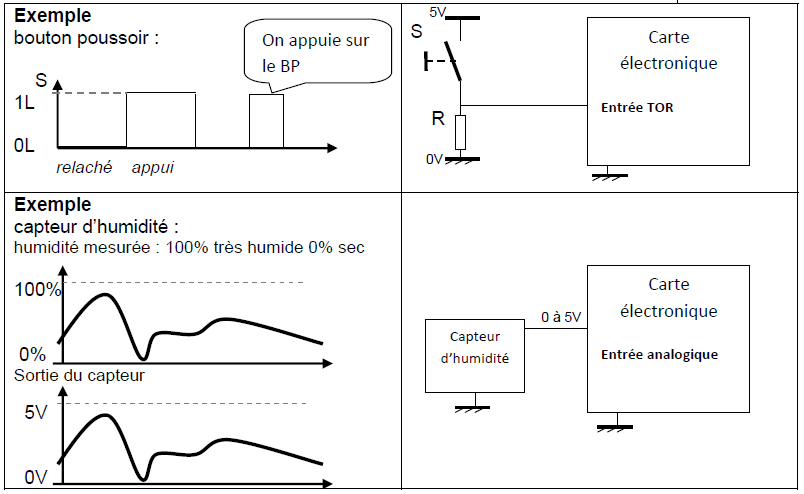 Exemple
bouton poussoir :
On appuie sur
le BP
S
1L
0L
relaché appui
5V
S
R
0V
Carte
électronique
Entrée TOR
Exemple
capteur d'humidité :
humidité mesurée : 100% très humide 0% sec
100%
0%
Sortie du capteur
5V
0V
Capteur
d'humidité
0 à 5V
Carte
électronique
Entrée analogique